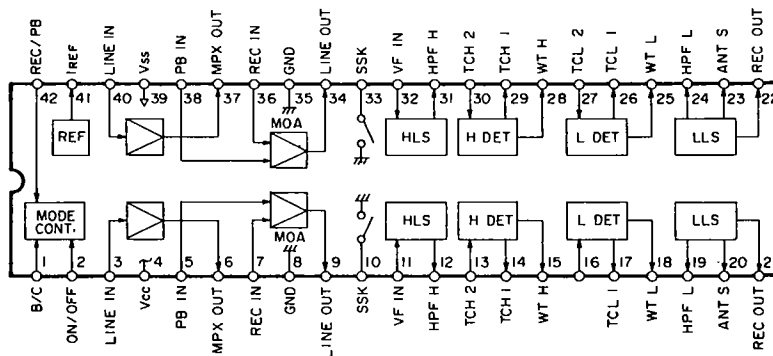 REC/PB
IREF
LINE IN
Vss
PB IN
MPX OUT
REC IN
GND
LINE OUT
SSK
VF IN
HPF H
TCH 2
TCH 1
WT H
TCL 2
TCL 1
WT L
HPF L
ANT S
REC OUT
42 41 40 39 38 37 36 35 34 33 32 31 30 29 28 27 26 25 24 23 22
REF
MOA
HLS
H DET
L DET
LLS
MODE
CONT.
MOA
HLS
H DET
L DET
LLS
1 2 3 4 5 6 7 8 9 10 11 12 13 14 15 16 17 18 19 20 2
B/C
ON/OFF
LINE IN
Vcc
PB IN
MPX OUT
REC IN
GND
LINE OUT
SSK
VF IN
HPF H
TCH 2
TCH 1
WT H
TCL 1
WT L
HPF L
ANT S
REC OUT